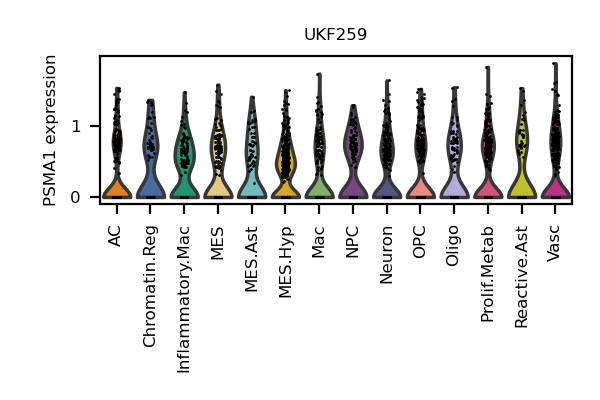 UKF259
PSMA1 expression
1
0
AC
Chromatin.Reg
Inflammatory.Mac
MES
MES.Ast
MES.Hyp
Mac
NPC
Neuron
OPC
Oligo
Prolif.Metab
Reactive.Ast
Vasc